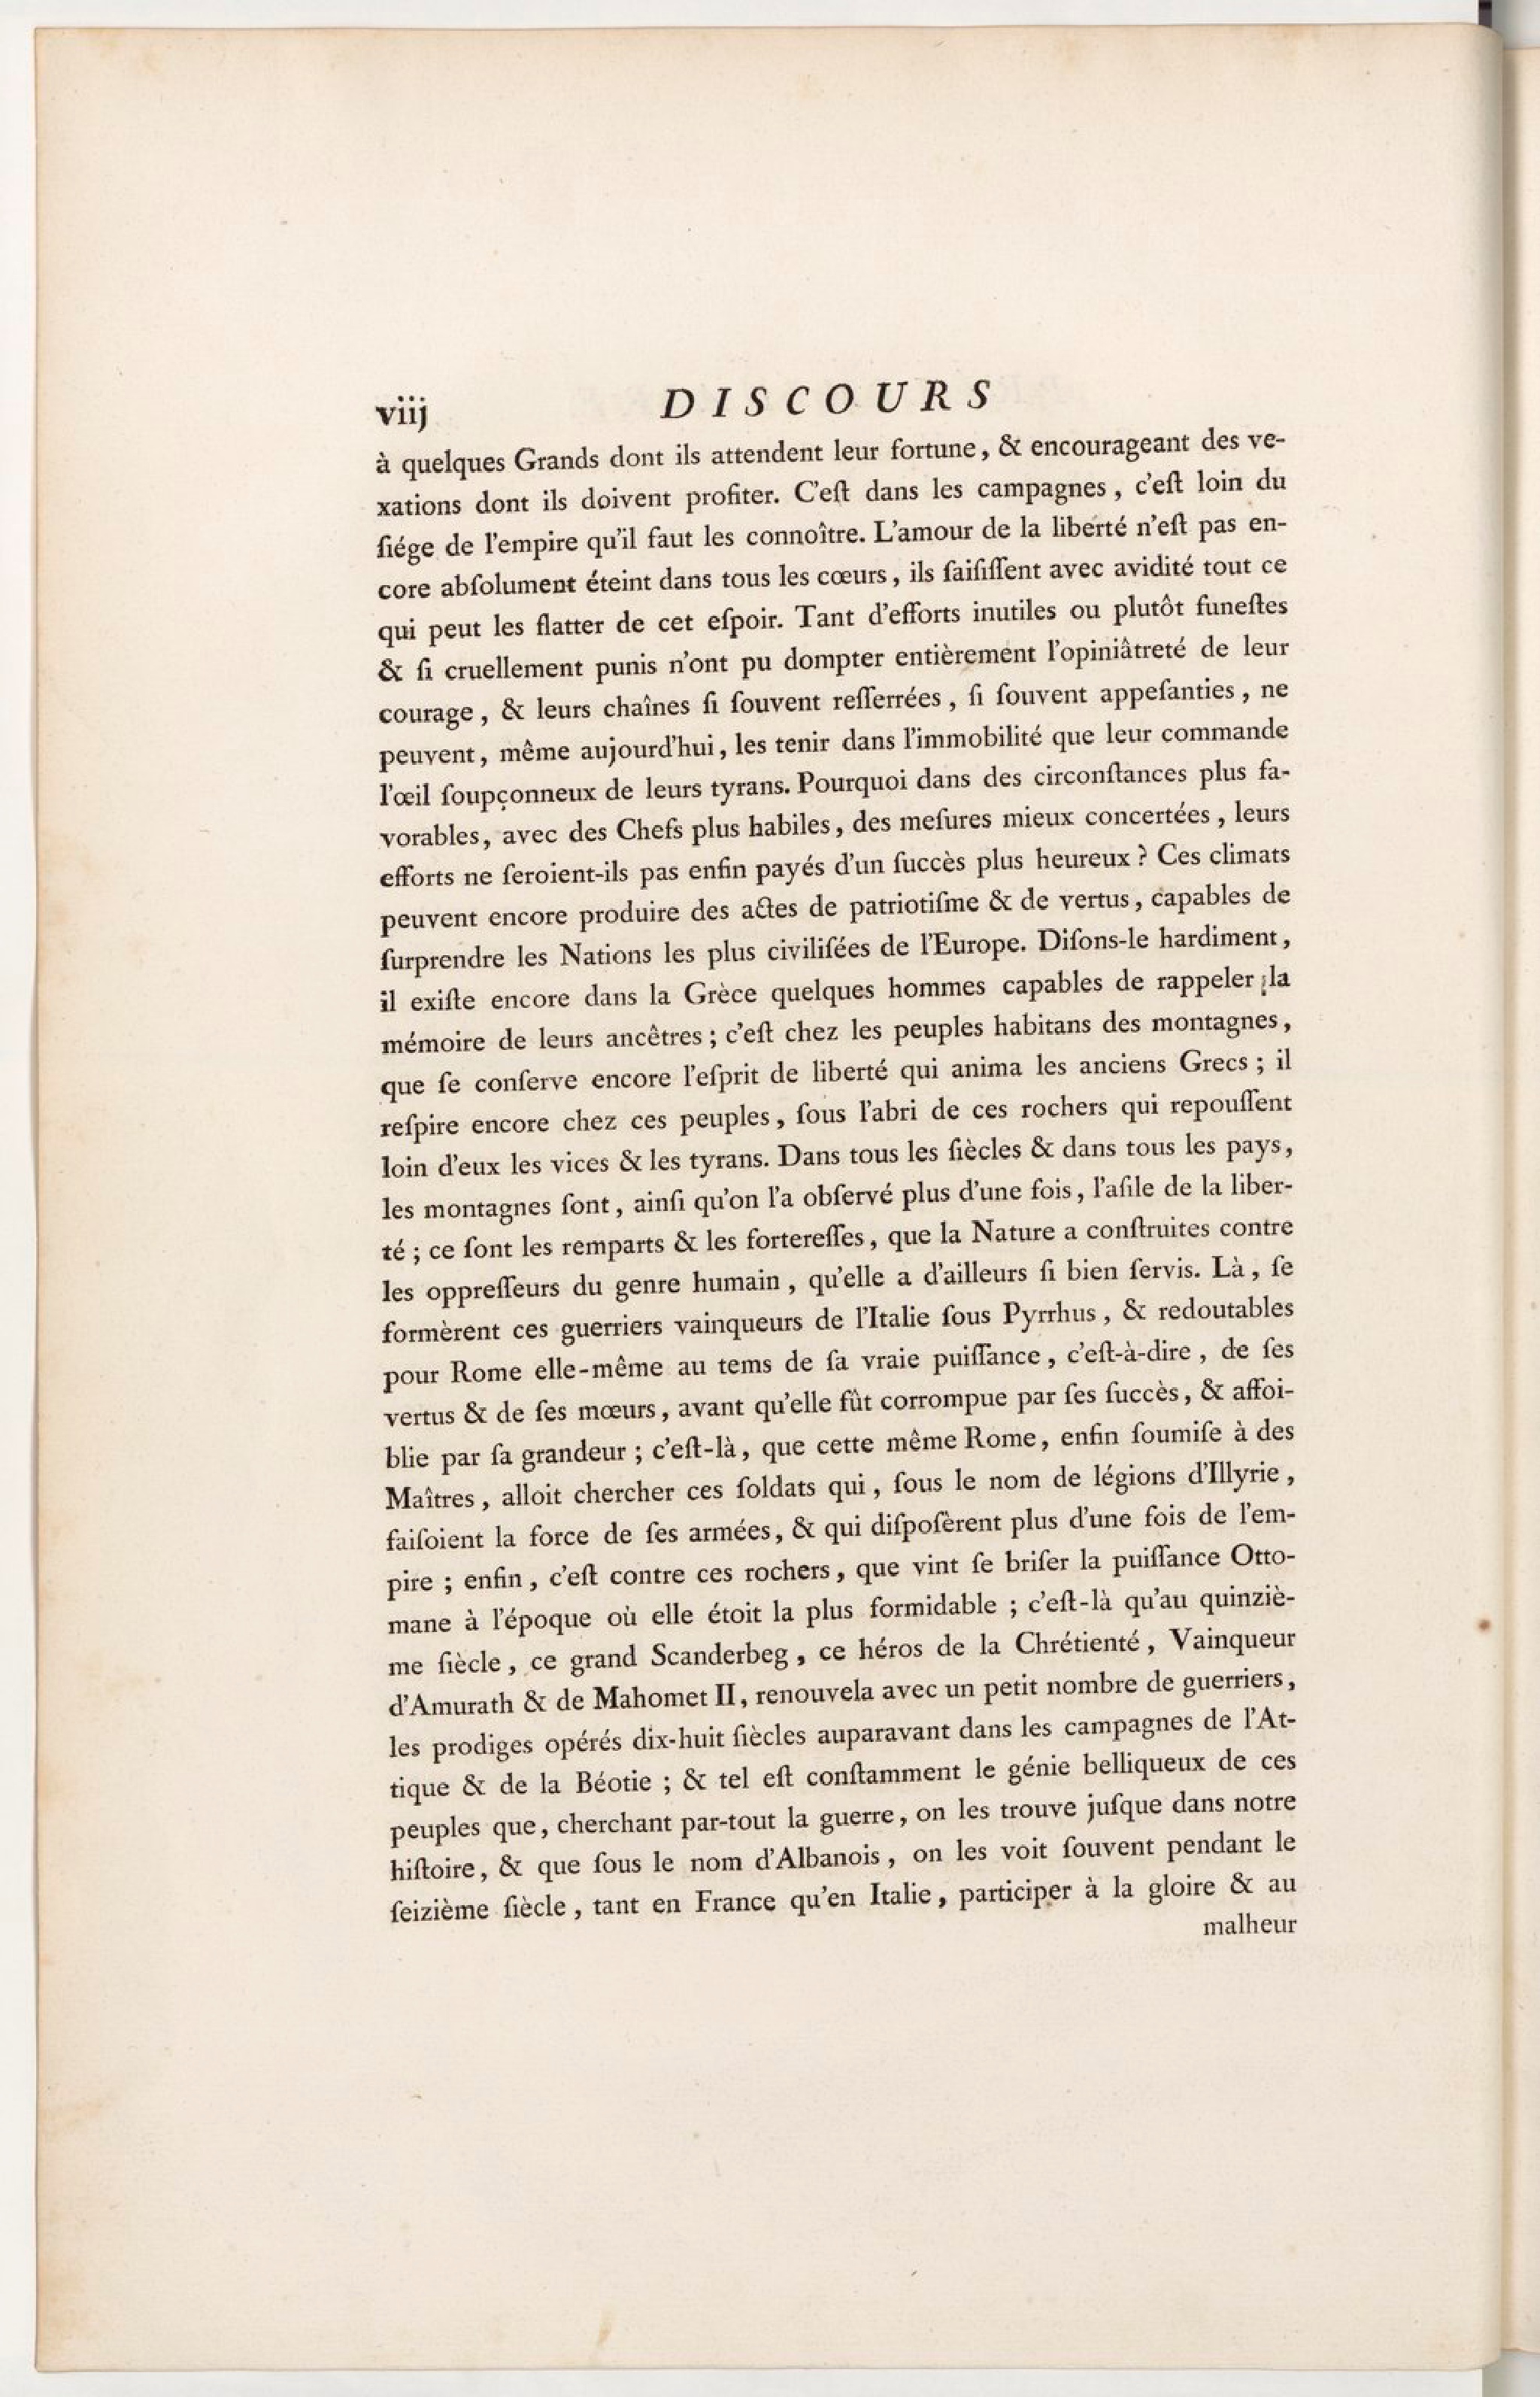 viij DISCOURS
à quelques Grands dont ils attendent leur fortune, & encourageant des ve-
xations dont ils doivent profiter. C'eſt dans les campagnes, c'eſt loin du
ſiége de l'empire qu'il faut les connoître. L'amour de la liberté n'eſt pas en-
core abſolument éteint dans tous les cœurs, ils ſaiſiſſent avec avidité tout ce
qui peut les flatter de cet eſpoir. Tant d'efforts inutiles ou plutôt funeſtes
& ſi cruellement punis n'ont pu dompter entièrement l'opiniâtreté de leur
courage, & leurs chaînes ſi ſouvent reſſerrées, ſi ſouvent appeſanties, ne
peuvent, même aujourd'hui, les tenir dans l'immobilité que leur commande
l'œil ſoupçonneux de leurs tyrans. Pourquoi dans des circonſtances plus fa-
vorables, avec des Chefs plus habiles, des meſures mieux concertées, leurs
efforts ne ſeroient-ils pas enfin payés d'un ſuccès plus heureux ? Ces climats
peuvent encore produire des actes de patriotiſme & de vertus, capables de
ſurprendre les Nations les plus civiliſées de l'Europe. Diſons-le hardiment,
il exiſte encore dans la Grèce quelques hommes capables de rappeler la
mémoire de leurs ancêtres ; c'eſt chez les peuples habitans des montagnes,
que ſe conſerve encore l'eſprit de liberté qui anima les anciens Grecs ; il
reſpire encore chez ces peuples, ſous l'abri de ces rochers qui repouſſent
loin d'eux les vices & les tyrans. Dans tous les ſiècles & dans tous les pays,
les montagnes ſont, ainſi qu'on l'a obſervé plus d'une fois, l'aſile de la liber-
té ; ce ſont les remparts & les fortereſſes, que la Nature a conſtruites contre
les oppreſſeurs du genre humain, qu'elle a d'ailleurs ſi bien ſervis. Là, ſe
formèrent ces guerriers vainqueurs de l'Italie ſous Pyrrhus, & redoutables
pour Rome elle-même au tems de ſa vraie puiſſance, c'eſt-à-dire, de ſes
vertus & de ſes mœurs, avant qu'elle fût corrompue par ſes ſuccès, & affoi-
blie par ſa grandeur ; c'eſt-là, que cette même Rome, enfin ſoumiſe à des
Maîtres, alloit chercher ces ſoldats qui, ſous le nom de légions d'Illyrie,
faiſoient la force de ſes armées, & qui diſpoſèrent plus d'une fois de l'em-
pire ; enfin, c'eſt contre ces rochers, que vint ſe briſer la puiſſance Otto-
mane à l'époque où elle étoit la plus formidable ; c'eſt-là qu'au quinziè-
me ſiècle, ce grand Scanderbeg, ce héros de la Chrétienté, Vainqueur
d'Amurath & de Mahomet II, renouvela avec un petit nombre de guerriers,
les prodiges opérés dix-huit ſiècles auparavant dans les campagnes de l'At-
tique & de la Béotie ; & tel eſt conſtamment le génie belliqueux de ces
peuples que, cherchant par-tout la guerre, on les trouve juſque dans notre
hiſtoire, & que ſous le nom d'Albanois, on les voit ſouvent pendant le
ſeizième ſiècle, tant en France qu'en Italie, participer à la gloire & au
malheur